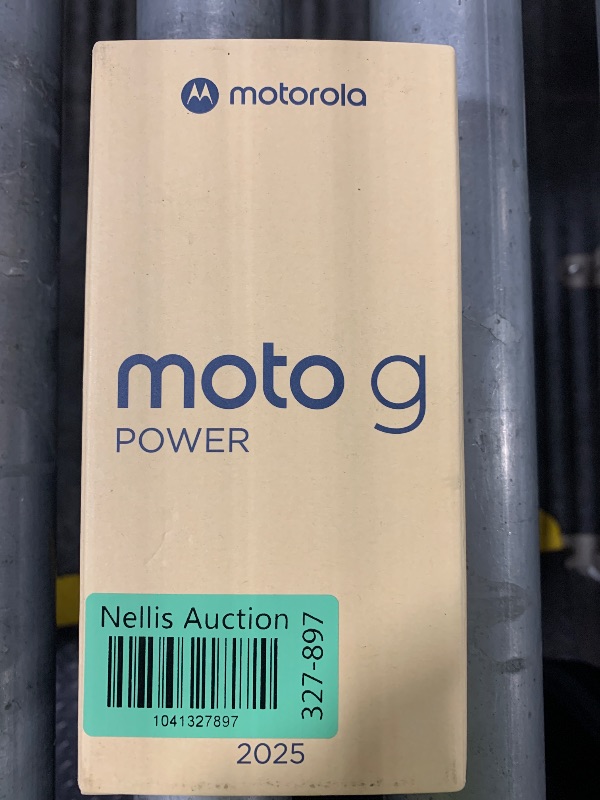 motorola
moto g
POWER
Nellis Auction
327-897
1041327897
2025